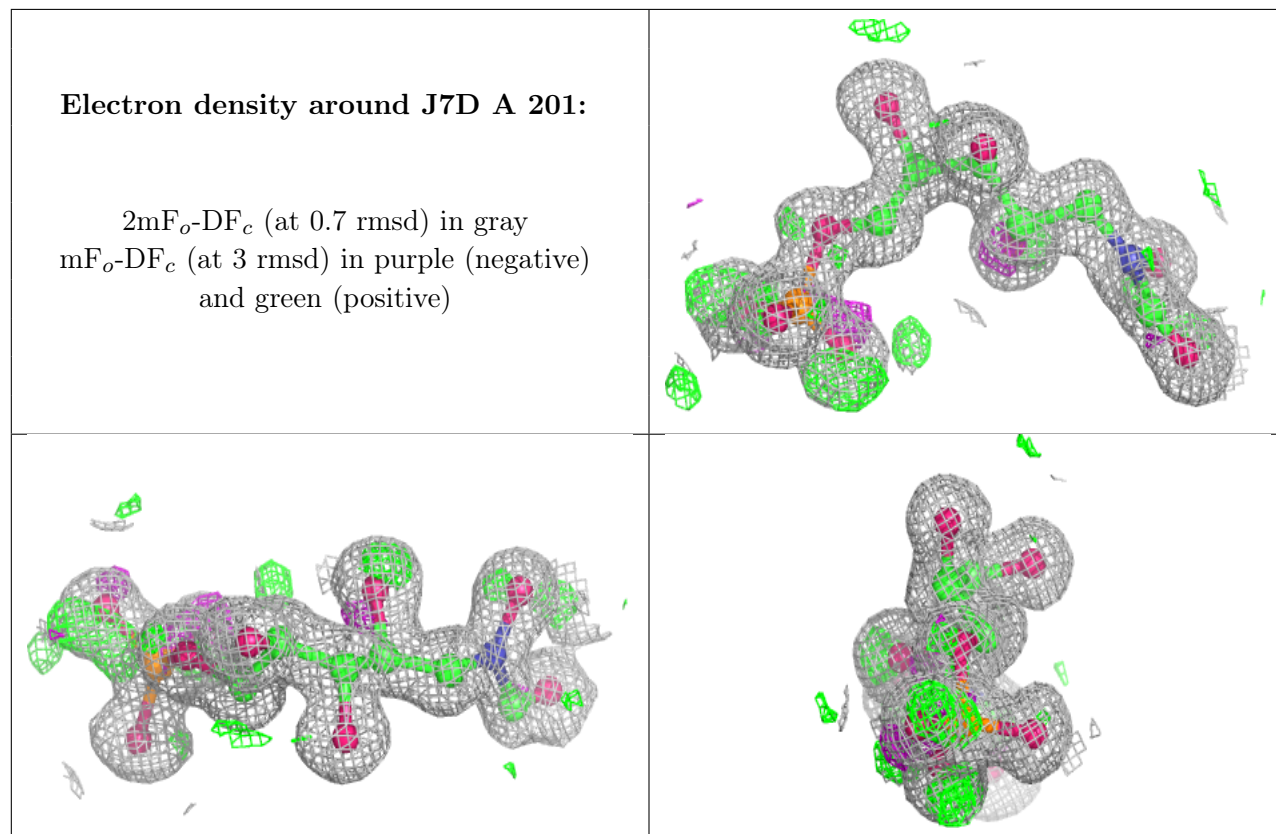 Electron density around J7D A 201:
2mFₒ-DF𝒸 (at 0.7 rmsd) in gray
mFₒ-DF𝒸 (at 3 rmsd) in purple (negative)
and green (positive)